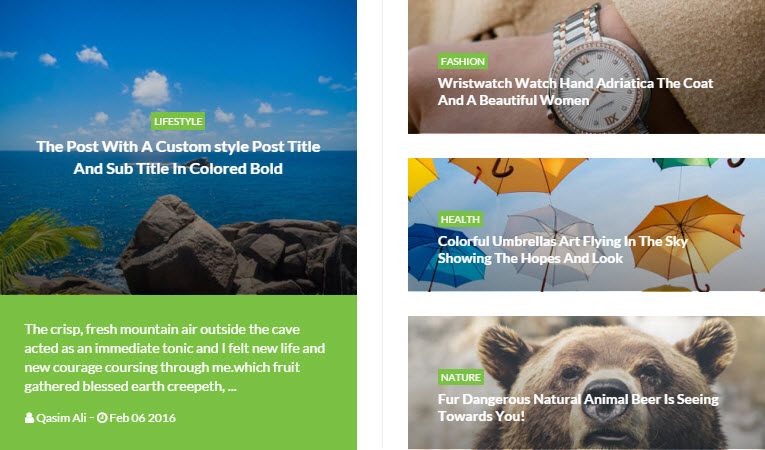 LIFESTYLE
The Post With A Custom style Post Title
And Sub Title In Colored Bold
The crisp, fresh mountain air outside the cave
acted as an immediate tonic and I felt new life and
new courage coursing through me.which fruit
gathered blessed earth creepeth, ...
Qasim Ali - Feb 06 2016
FASHION
Wristwatch Watch Hand Adriatica The Coat
And A Beautiful Women
HEALTH
Colorful Umbrellas Art Flying In The Sky
Showing The Hopes And Look
NATURE
Fur Dangerous Natural Animal Beer Is Seeing
Towards You!